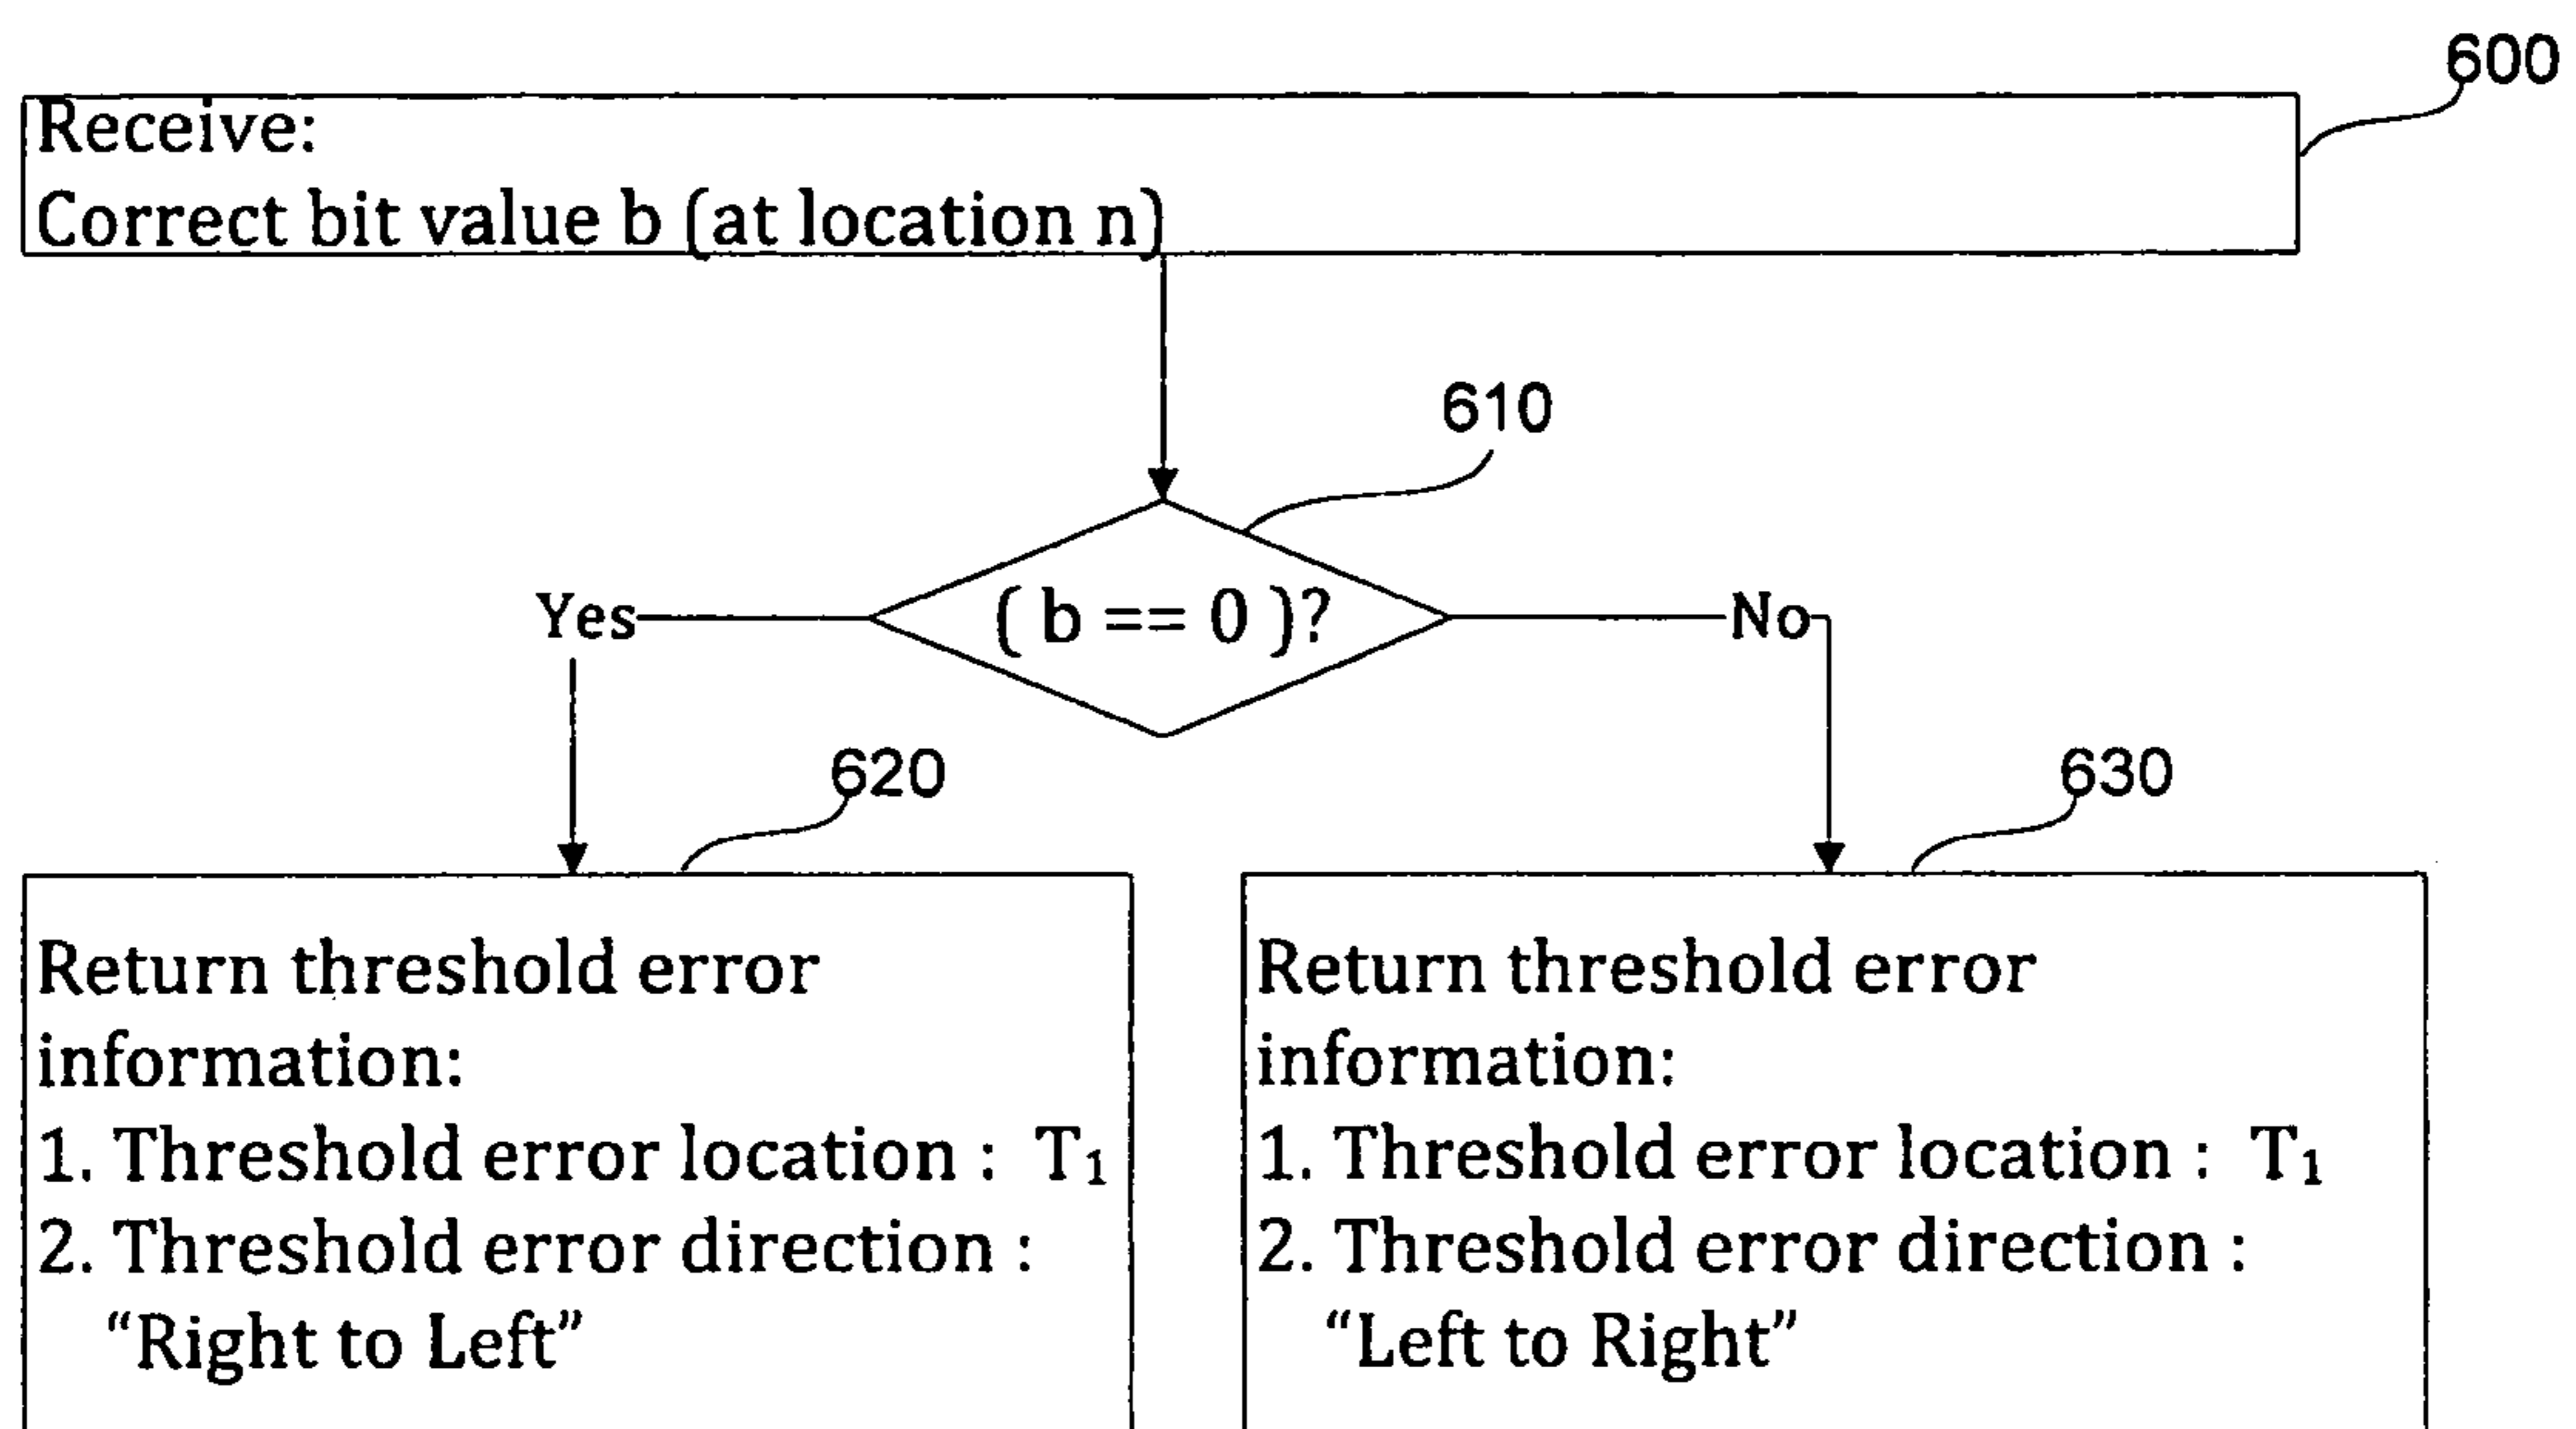 600
Receive:
Correct bit value b (at location n)
610
( b == 0 )?
Yes
No
620
630
Return threshold error
information:
1. Threshold error location : T₁
2. Threshold error direction :
“Right to Left”
Return threshold error
information:
1. Threshold error location : T₁
2. Threshold error direction :
“Left to Right”